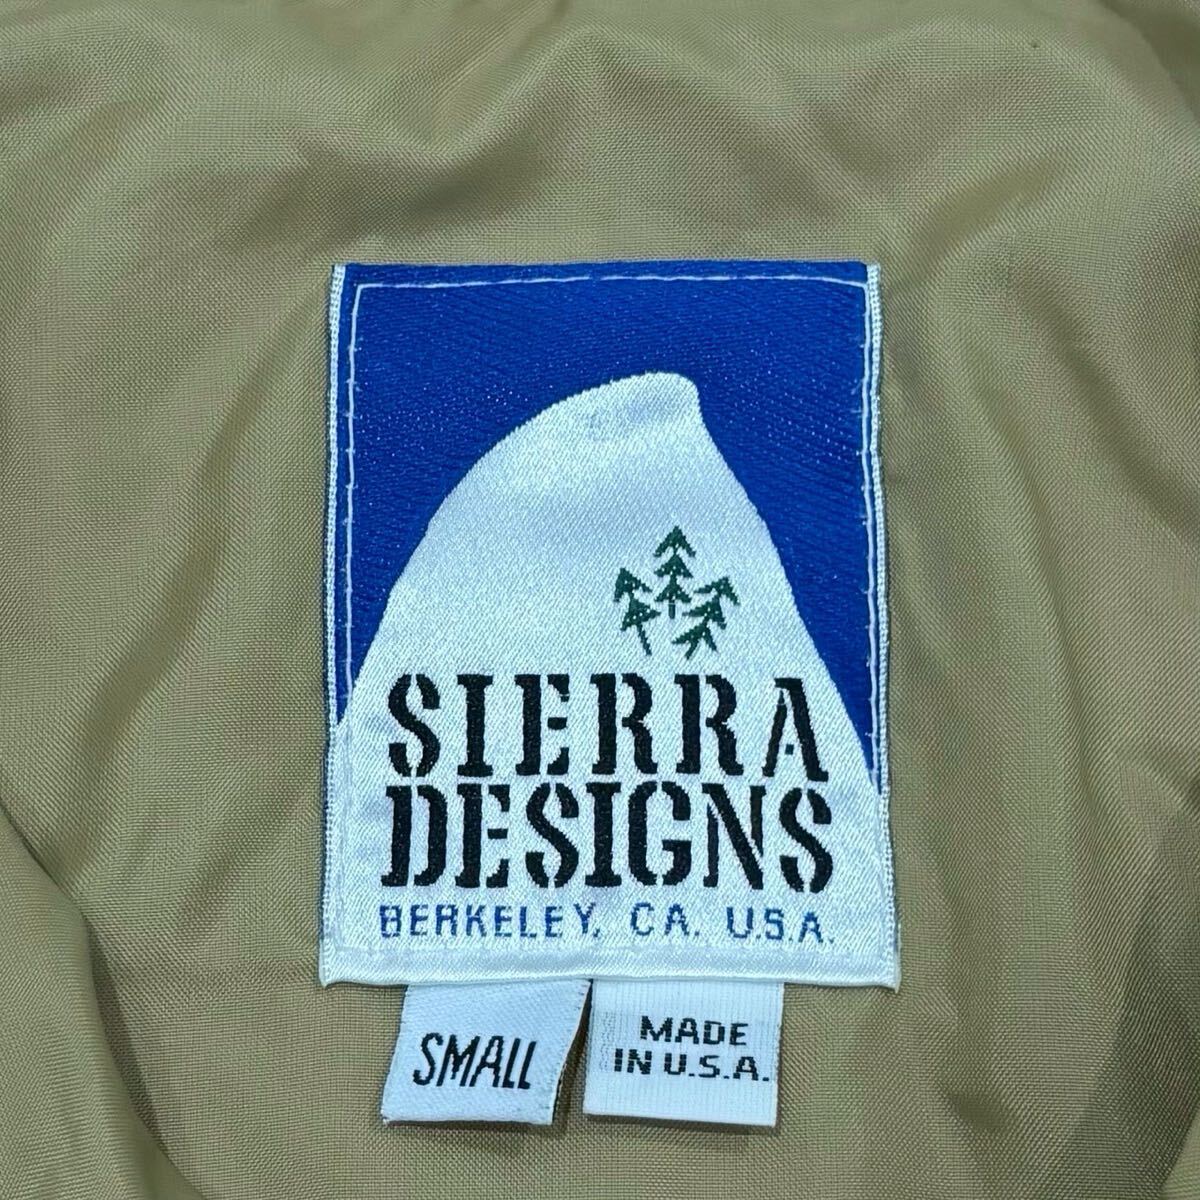 SIERRA
DESIGNS
BERKELEY, CA. U.S.A.
SMALL
MADE
IN U.S.A.